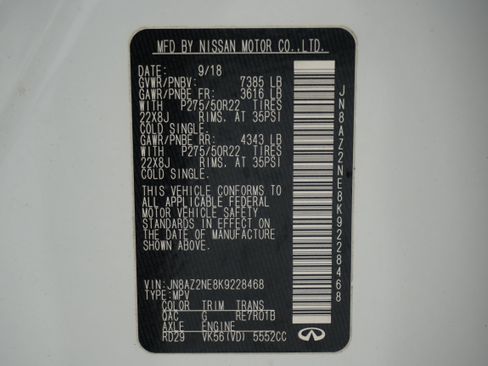 MFD BY NISSAN MOTOR CO.,LTD.
DATE: 9/18
GVWR/PNBV: 7385 LB
GAWR/PNBE FR: 3616 LB
WITH P275/50R22 TIRES
22X8J RIMS. AT 35PSI
COLD SINGLE.
GAWR/PNBE RR: 4343 LB
WITH P275/50R22 TIRES
22X8J RIMS. AT 35PSI
COLD SINGLE.
THIS VEHICLE CONFORMS TO
ALL APPLICABLE FEDERAL
MOTOR VEHICLE SAFETY
STANDARDS IN EFFECT ON
THE DATE OF MANUFACTURE
SHOWN ABOVE.
VIN: JN8AZ2NE8K9228468
TYPE: MPV
COLOR TRIM TRANS
QAC G RE7R01B
AXLE ENGINE
RD29 VK56(VD) 5552CC
JN8AZ2NE8K9228468
INFINITI